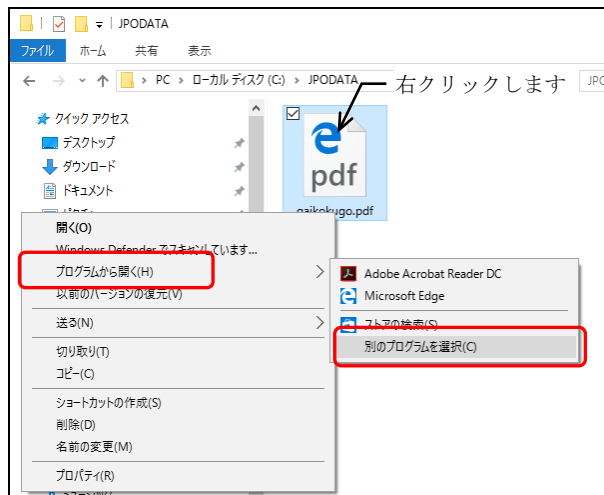 JPODATA
ファイル ホーム 共有 表示
PC > ローカル ディスク (C:) > JPODATA
右クリックします
JPO
クイック アクセス
デスクトップ
ダウンロード
ドキュメント
pdf
gaikokugo.pdf
開く(O)
Windows Defender でスキャンしています...
プログラムから開く(H)
以前のバージョンの復元(V)
送る(N)
切り取り(T)
コピー(C)
ショートカットの作成(S)
削除(D)
名前の変更(M)
プロパティ(R)
Adobe Acrobat Reader DC
Microsoft Edge
ストアの検索(S)
別のプログラムを選択(C)